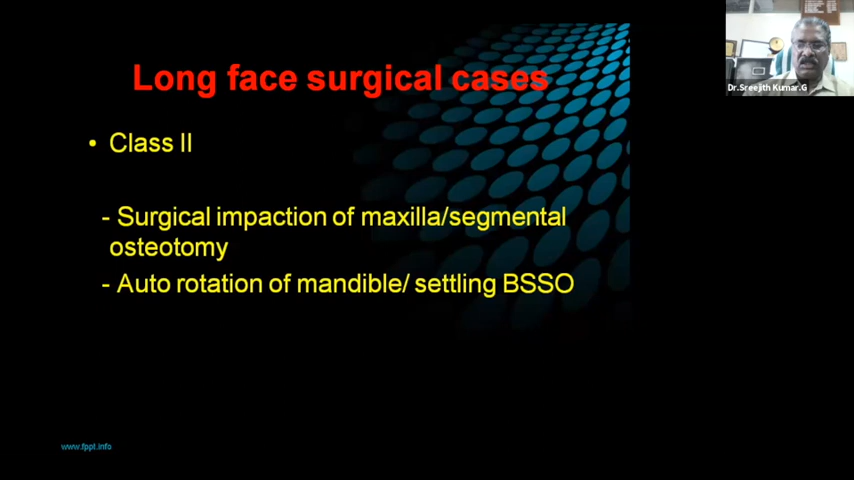 Long face surgical cases
• Class II
- Surgical impaction of maxilla/segmental
osteotomy
- Auto rotation of mandible/ settling BSSO
www.fppt.info
Dr.Sreejith Kumar.G